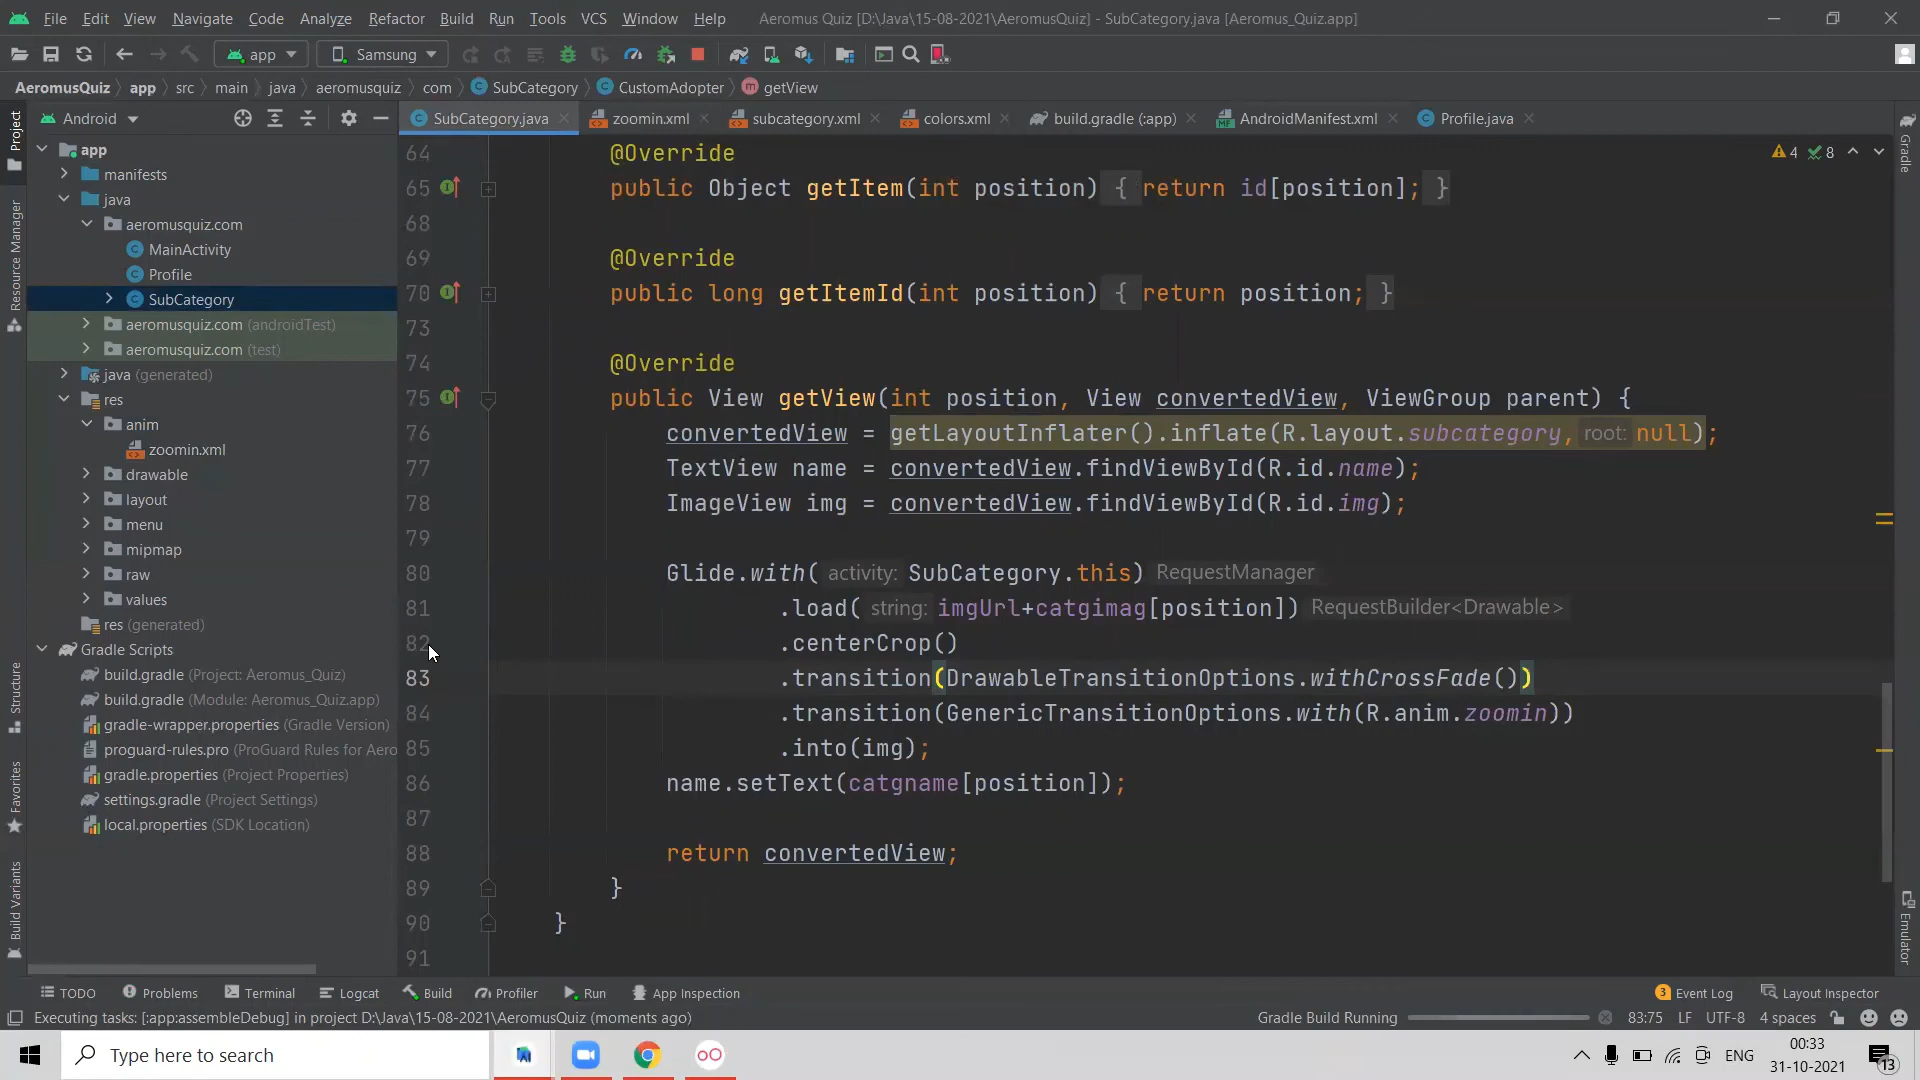 File Edit View Navigate Code Analyze Refactor Build Run Tools VCS Window Help Aeromus Quiz [D:\Java\15-08-2021\AeromusQuiz] - SubCategory.java [Aeromus_Quiz.app]
app Samsung
AeromusQuiz app src main java aeromusquiz com SubCategory CustomAdopter getView
Android
SubCategory.java zoomin.xml subcategory.xml colors.xml build.gradle (:app) AndroidManifest.xml Profile.java
Project
Resource Manager
Structure
Favorites
Build Variants
app
manifests
java
aeromusquiz.com
MainActivity
Profile
SubCategory
aeromusquiz.com (androidTest)
aeromusquiz.com (test)
java (generated)
res
anim
zoomin.xml
drawable
layout
menu
mipmap
raw
values
res (generated)
Gradle Scripts
build.gradle (Project: Aeromus_Quiz)
build.gradle (Module: Aeromus_Quiz.app)
gradle-wrapper.properties (Gradle Version)
proguard-rules.pro (ProGuard Rules for Aero
gradle.properties (Project Properties)
settings.gradle (Project Settings)
local.properties (SDK Location)
64 @Override
65 public Object getItem(int position) { return id[position]; }
68
69 @Override
70 public long getItemId(int position) { return position; }
73
74 @Override
75 public View getView(int position, View convertedView, ViewGroup parent) {
76 convertedView = getLayoutInflater().inflate(R.layout.subcategory, root: null);
77 TextView name = convertedView.findViewById(R.id.name);
78 ImageView img = convertedView.findViewById(R.id.img);
79
80 Glide.with( activity: SubCategory.this) RequestManager
81 .load( string: imgUrl+catgimag[position]) RequestBuilder<Drawable>
82 .centerCrop()
83 .transition(DrawableTransitionOptions.withCrossFade())
84 .transition(GenericTransitionOptions.with(R.anim.zoomin))
85 .into(img);
86 name.setText(catgname[position]);
87
88 return convertedView;
89 }
90 }
91
4 8
Gradle
Emulator
TODO Problems Terminal Logcat Build Profiler Run App Inspection 3 Event Log Layout Inspector
Executing tasks: [:app:assembleDebug] in project D:\Java\15-08-2021\AeromusQuiz (moments ago) Gradle Build Running 83:75 LF UTF-8 4 spaces
Type here to search
ENG
00:33
31-10-2021
13